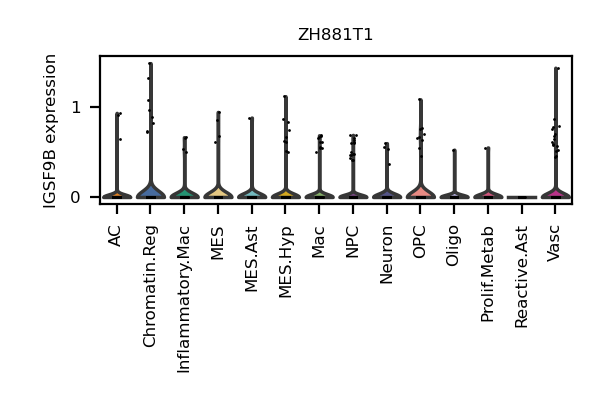 ZH881T1
IGSF9B expression
1
0
AC
Chromatin.Reg
Inflammatory.Mac
MES
MES.Ast
MES.Hyp
Mac
NPC
Neuron
OPC
Oligo
Prolif.Metab
Reactive.Ast
Vasc